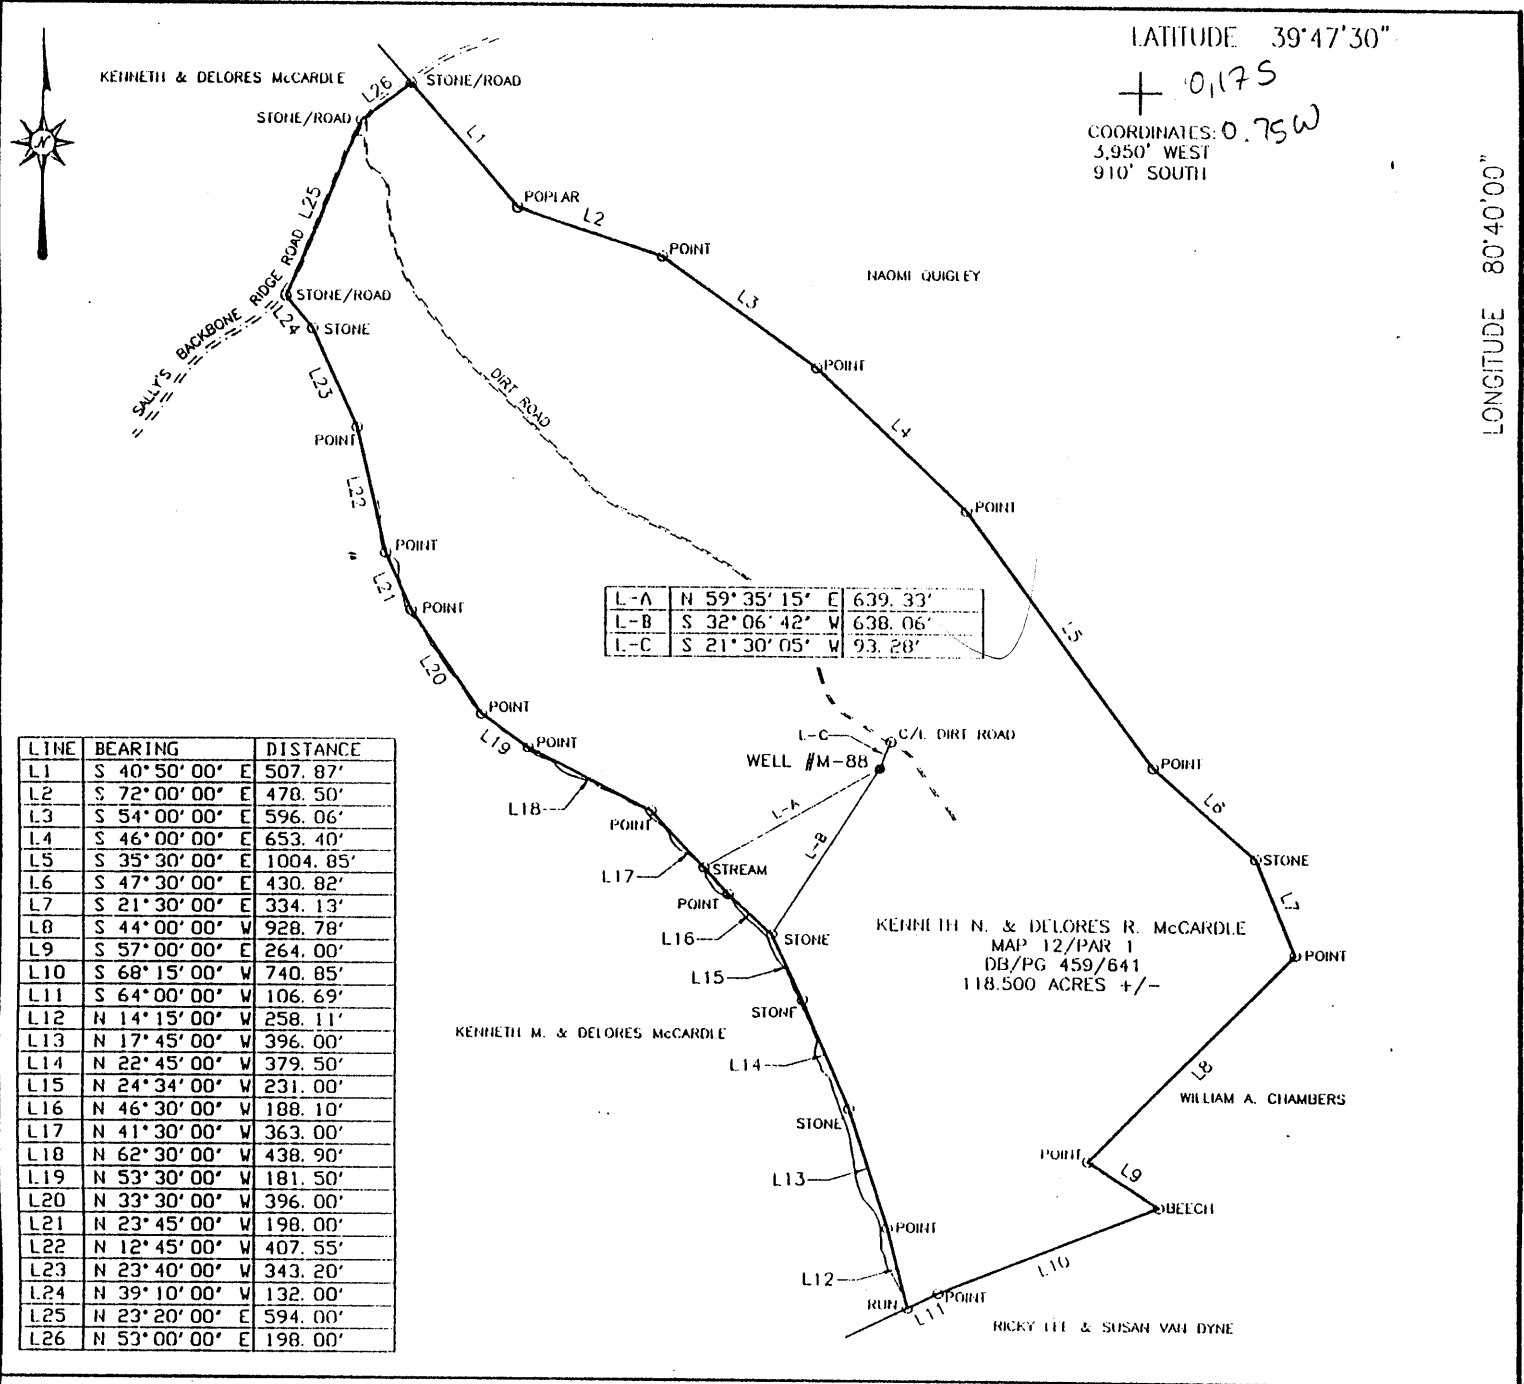 LATITUDE 39°47'30"
0.17 S
COORDINATES: 0.75W
3,950' WEST
910' SOUTH
LONGITUDE 80°40'00"
N
KENNETH & DELORES McCARDLE
L26
STONE/ROAD
STONE/ROAD
L1
L25
POPLAR
L2
POINT
NAOMI QUIGLEY
SALLY'S BACKBONE RIDGE ROAD
STONE/ROAD
L24
STONE
L3
POINT
L23
DIRT ROAD
POINT
L4
L22
POINT
POINT
L21
POINT
L-A N 59°35'15" E 639.33'
L-B S 32°06'42" W 638.06'
L-C S 21°30'05" W 93.28'
L5
L20
POINT
L19
POINT
L-C
C/L DIRT ROAD
WELL #M-88
POINT
L6
L18
L-A
L-B
POINT
STONE
L17
STREAM
L7
POINT
L16
STONE
KENNETH N. & DELORES R. McCARDLE
MAP 12/PAR 1
DB/PG 459/641
118.500 ACRES +/-
POINT
L15
STONE
KENNETH M. & DELORES McCARDLE
L14
L8
WILLIAM A. CHAMBERS
STONE
POINT
L13
L9
BEECH
POINT
L12
L10
RUN
POINT
L11
RICKY LEE & SUSAN VAN DYNE
LINE BEARING DISTANCE
L1 S 40°50'00" E 507.87'
L2 S 72°00'00" E 478.50'
L3 S 54°00'00" E 596.06'
L4 S 46°00'00" E 653.40'
L5 S 35°30'00" E 1004.85'
L6 S 47°30'00" E 430.82'
L7 S 21°30'00" E 334.13'
L8 S 44°00'00" W 928.78'
L9 S 57°00'00" E 264.00'
L10 S 68°15'00" W 740.85'
L11 S 64°00'00" W 106.69'
L12 N 14°15'00" W 258.11'
L13 N 17°45'00" W 396.00'
L14 N 22°45'00" W 379.50'
L15 N 24°34'00" W 231.00'
L16 N 46°30'00" W 188.10'
L17 N 41°30'00" W 363.00'
L18 N 62°30'00" W 438.90'
L19 N 53°30'00" W 181.50'
L20 N 33°30'00" W 396.00'
L21 N 23°45'00" W 198.00'
L22 N 12°45'00" W 407.55'
L23 N 23°40'00" W 343.20'
L24 N 39°10'00" W 132.00'
L25 N 23°20'00" E 594.00'
L26 N 53°00'00" E 198.00'